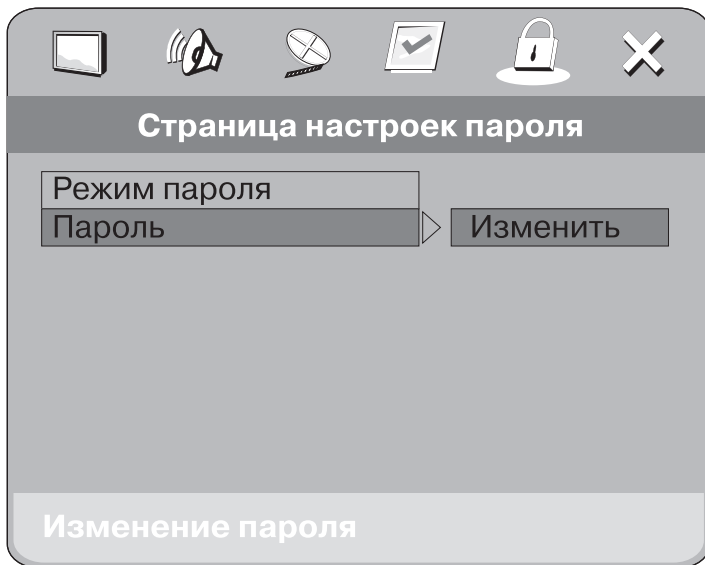 Страница настроек пароля
Режим пароля
Пароль
Изменить
Изменение пароля